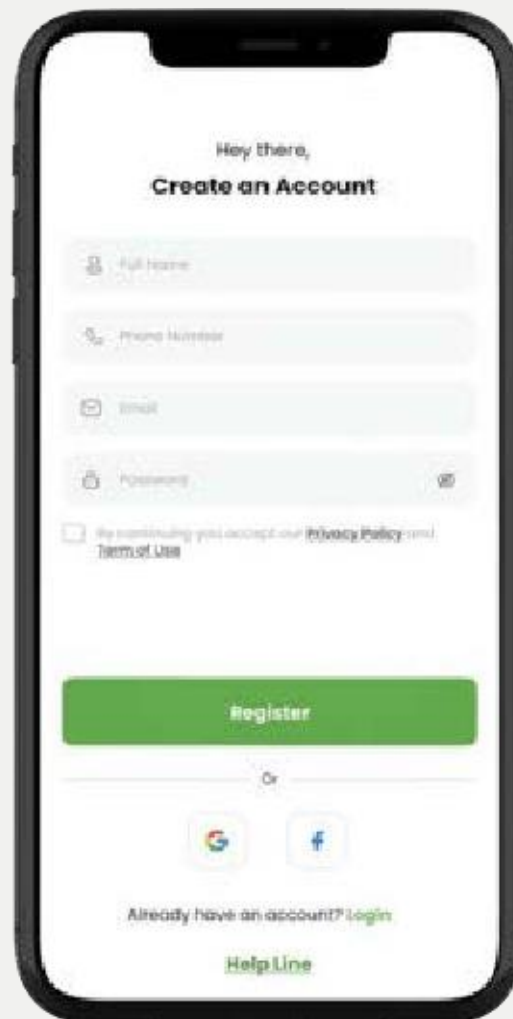 Hey there,
Create an Account
Full Name
Phone Number
Email
Password
By continuing you accept our Privacy Policy and
Term of Use
Register
Or
Already have an account? Login
Help Line